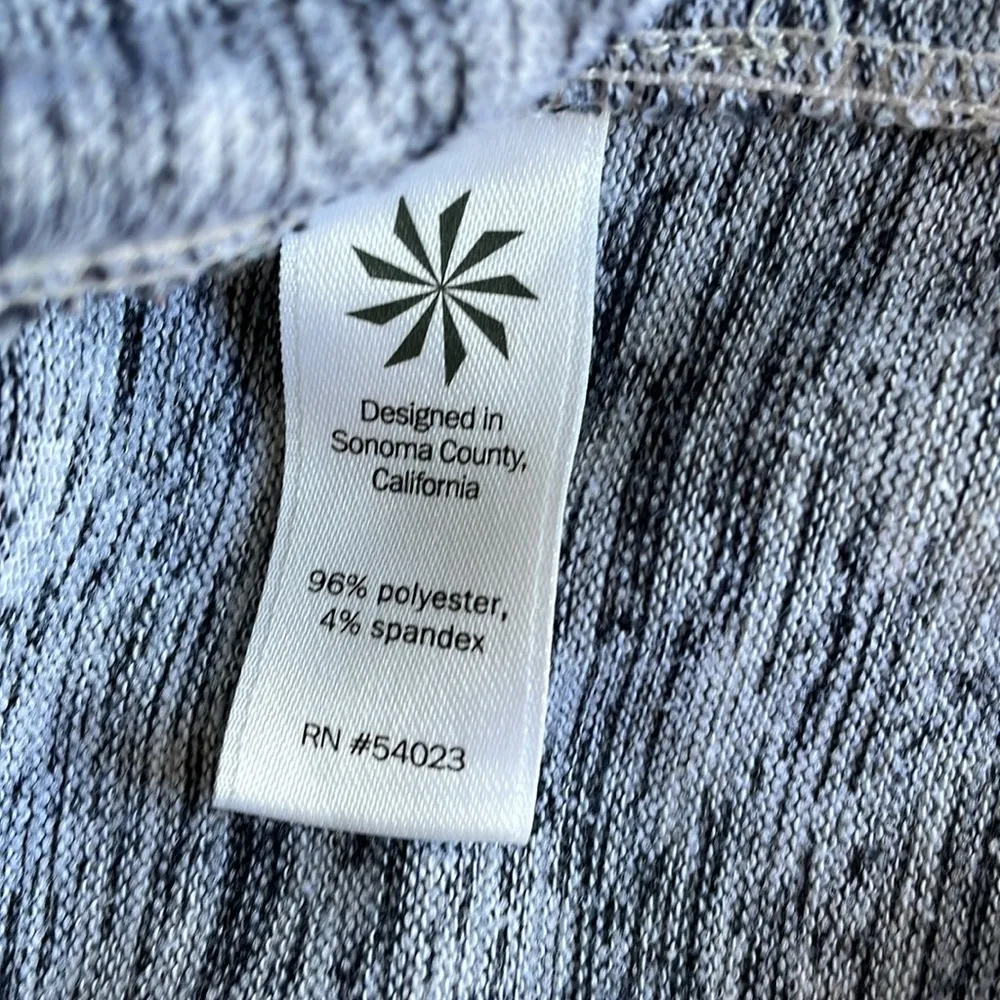 Designed in
Sonoma County,
California
96% polyester,
4% spandex
RN #54023